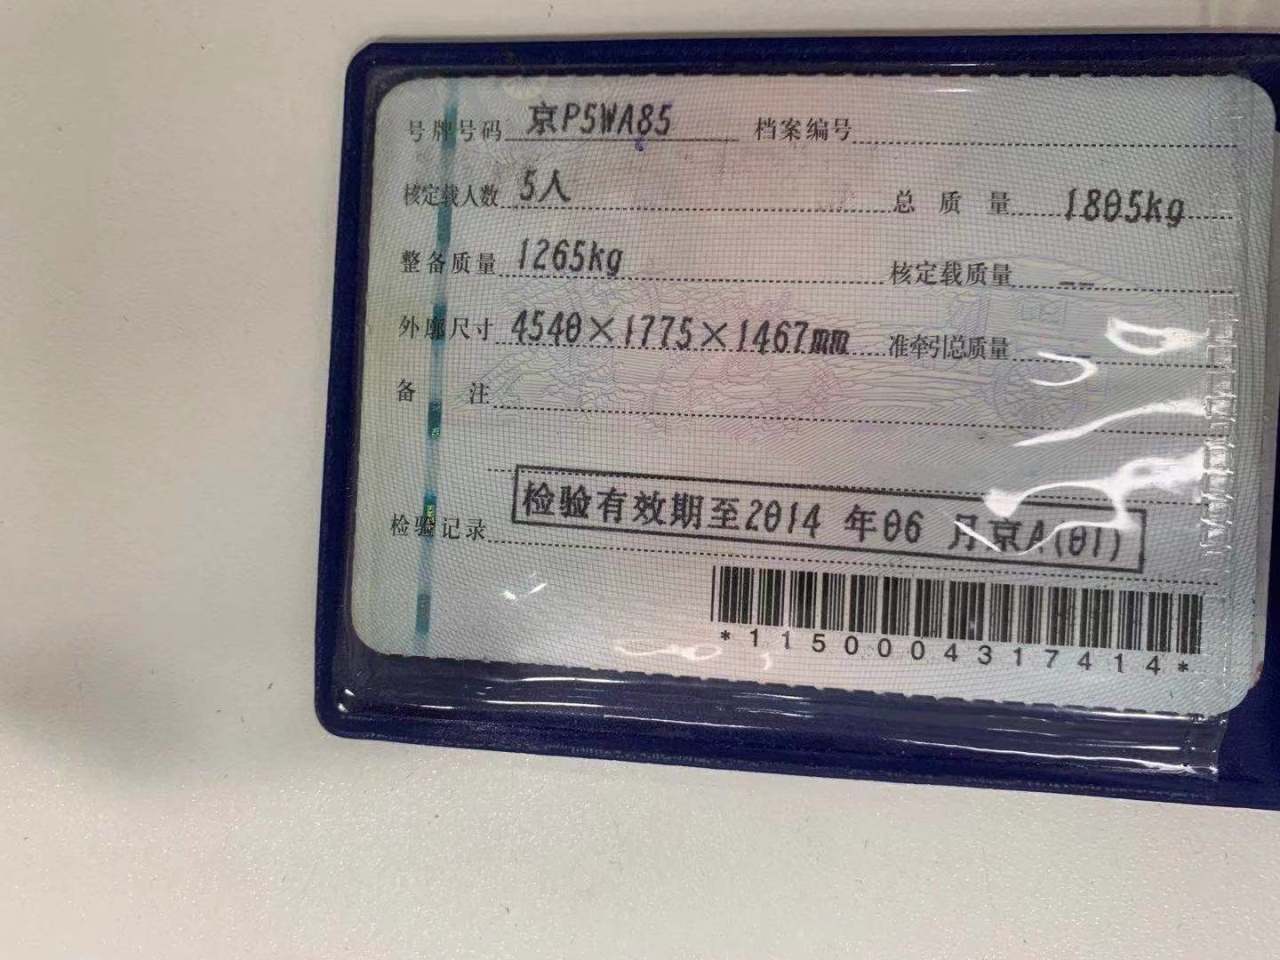 号牌号码 京P5WA85 档案编号
核定载人数 5人 总质量 1805kg
整备质量 1265kg 核定载质量 --
外廓尺寸 4540×1775×1467mm 准牵引总质量 --
备注
检验记录 检验有效期至2014年06月京A(01)
*1150004317414*